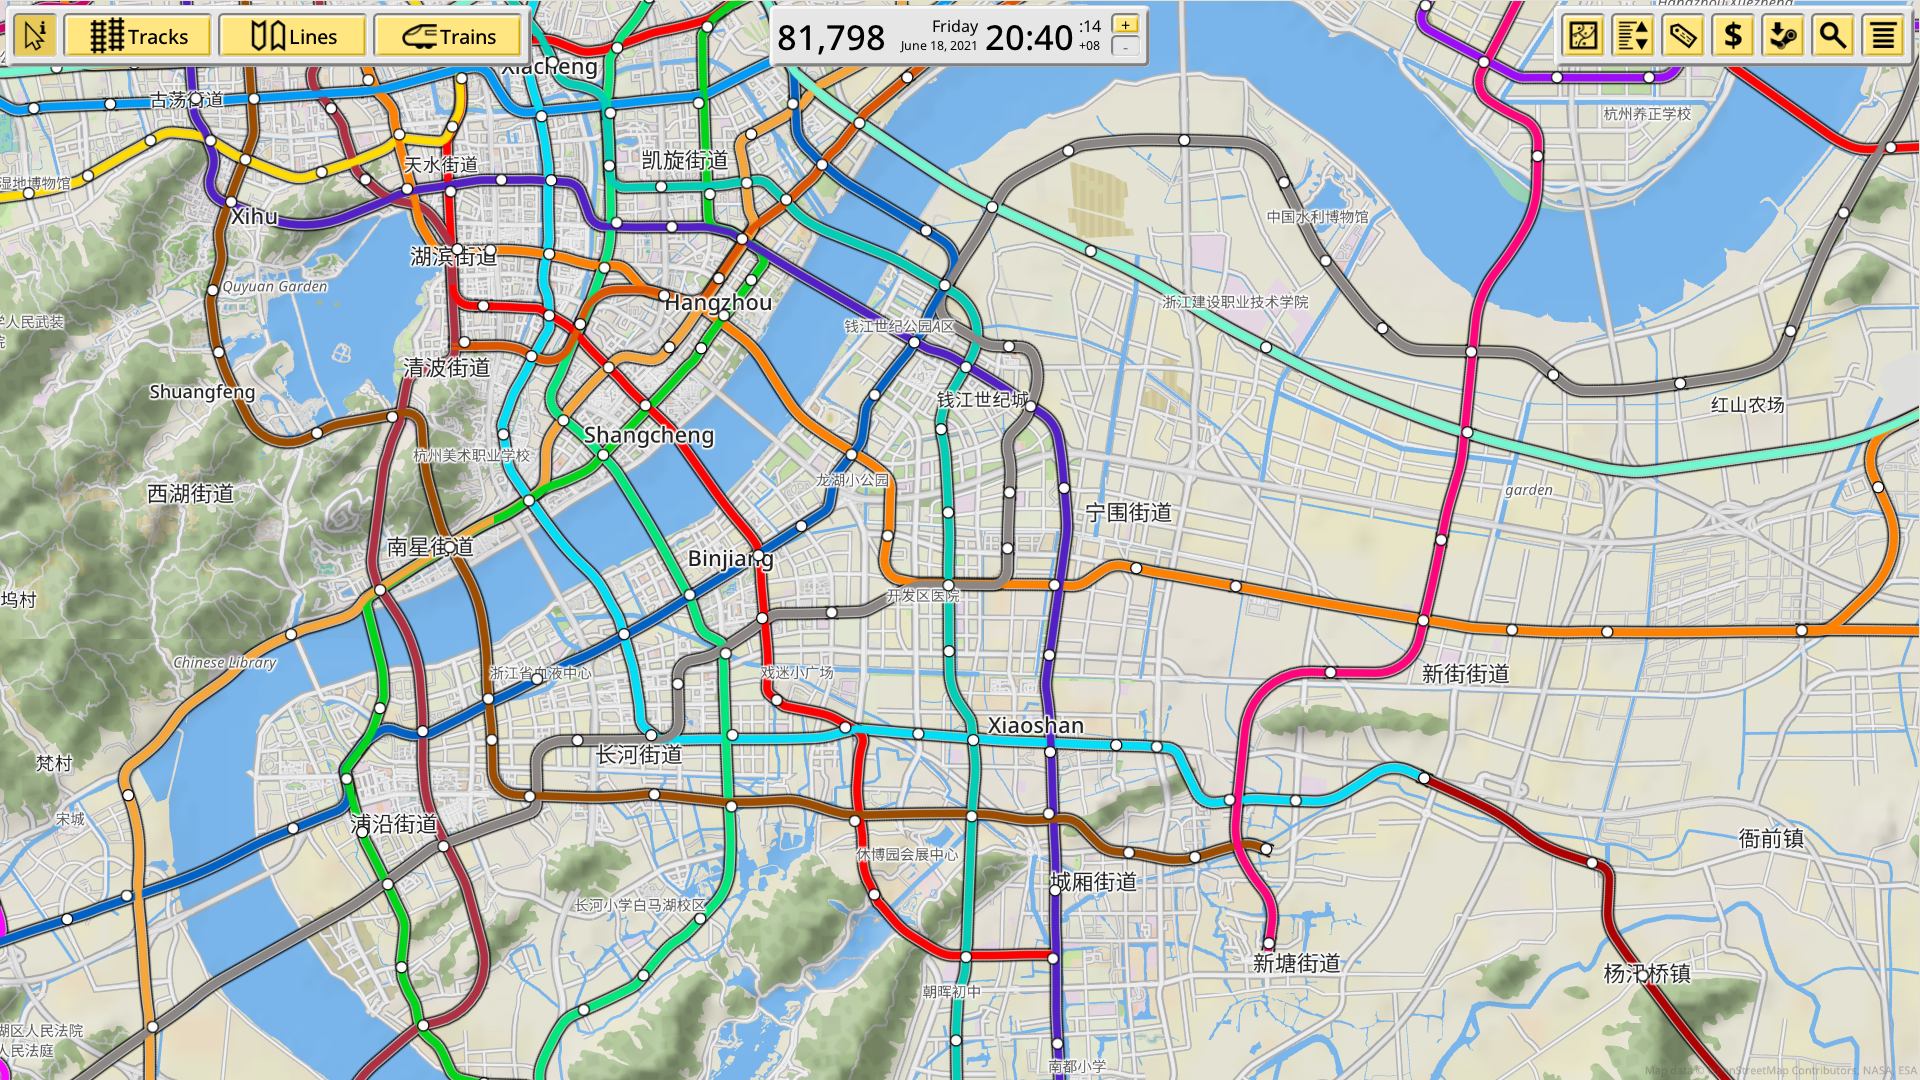 Tracks
Lines
Trains
81,798
Friday
June 18, 2021
20:40
:14
+08
+
-
$
Xiacheng
古荡街道
杭州养正学校
天水街道
凯旋街道
湿地博物馆
Xihu
中国水利博物馆
湖滨街道
Quyuan Garden
Hangzhou
浙江建设职业技术学院
学人民武装
院
钱江世纪公园A区
清波街道
Shuangfeng
钱江世纪城
红山农场
Shangcheng
杭州美术职业学校
龙湖小公园
西湖街道
garden
宁围街道
南星街道
Binjiang
坞村
开发区医院
Chinese Library
浙江省血液中心
戏迷小广场
新街街道
Xiaoshan
长河街道
梵村
宋城
浦沿街道
衙前镇
休博园会展中心
城厢街道
长河小学白马湖校区
新塘街道
杨汛桥镇
朝晖初中
湖区人民法院
人民法庭
南都小学
Map data © OpenStreetMap Contributors, NASA, ESA